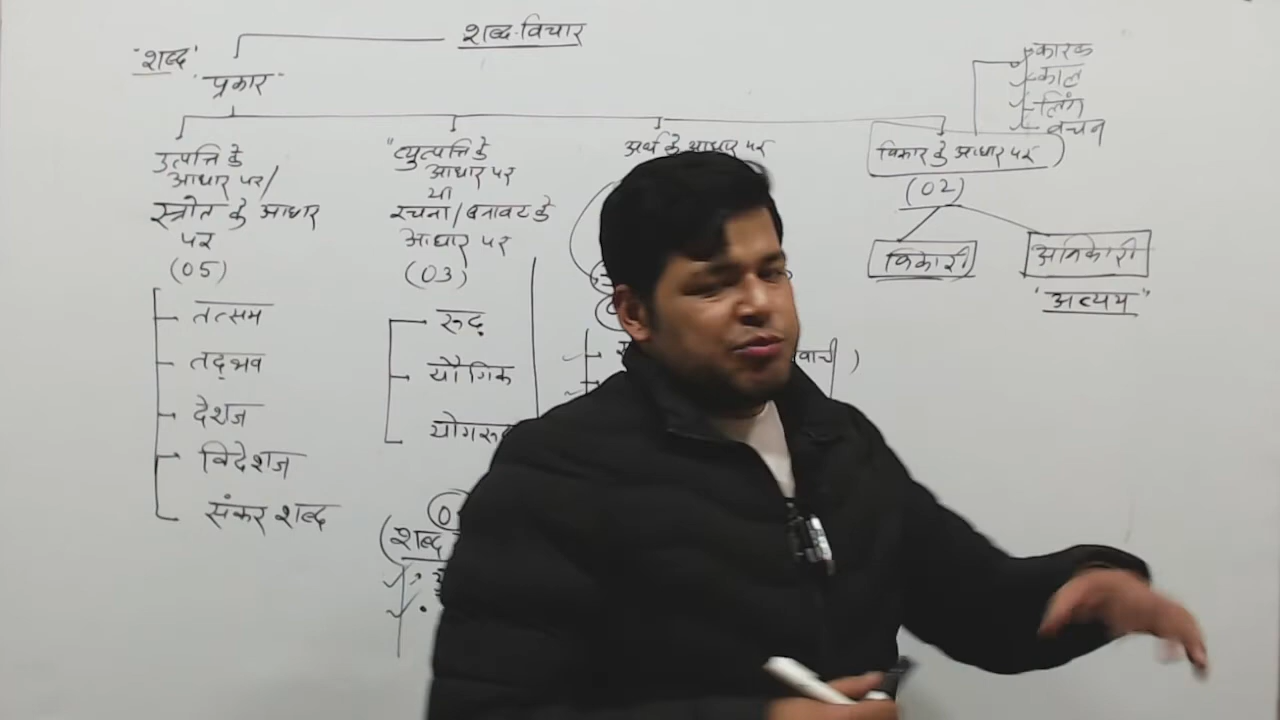 शब्द-विचार
"शब्द"
प्रकार
उत्पत्ति के
आधार पर/
स्त्रोत के आधार
पर
(05)
तत्सम
तद्भव
देशज
विदेशज
संकर शब्द
"व्युत्पत्ति के
आधार पर
या
रचना/बनावट के
आधार पर
(03)
रुढ़
यौगिक
शब्द
अर्थ के आधार पर
वाची )
विकार के आधार पर
(02)
विकारी
अविकारी
"अव्यय"
कारक
काल
लिंग
वचन